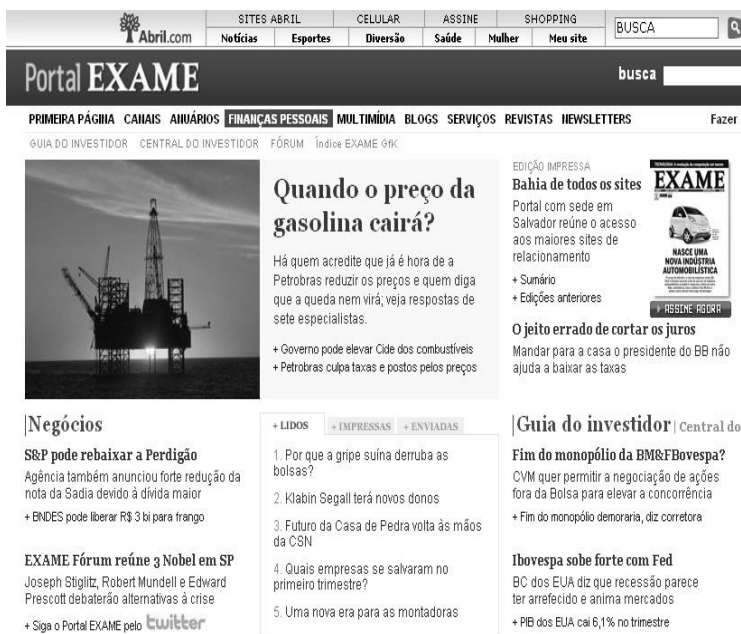 Abril.com
SITES ABRIL CELULAR ASSINE SHOPPING
Notícias Esportes Diversão Saúde Mulher Meu site
BUSCA
Portal EXAME
busca
PRIMEIRA PÁGINA CANAIS ANUÁRIOS FINANÇAS PESSOAIS MULTIMÍDIA BLOGS SERVIÇOS REVISTAS NEWSLETTERS Fazer
GUIA DO INVESTIDOR CENTRAL DO INVESTIDOR FÓRUM Índice EXAME GfK
Quando o preço da
gasolina cairá?
Há quem acredite que já é hora de a
Petrobras reduzir os preços e quem diga
que a queda nem virá; veja respostas de
sete especialistas.
+ Governo pode elevar Cide dos combustíveis
+ Petrobras culpa taxas e postos pelos preços
EDIÇÃO IMPRESSA
Bahia de todos os sites
Portal com sede em
Salvador reúne o acesso
aos maiores sites de
relacionamento
+ Sumário
+ Edições anteriores
EXAME
NASCE UMA
NOVA INDÚSTRIA
AUTOMOBILÍSTICA
ASSINE AGORA
O jeito errado de cortar os juros
Mandar para a casa o presidente do BB não
ajuda a baixar as taxas
|Negócios
S&P pode rebaixar a Perdigão
Agência também anunciou forte redução da
nota da Sadia devido à dívida maior
+ BNDES pode liberar R$ 3 bi para frango
EXAME Fórum reúne 3 Nobel em SP
Joseph Stiglitz, Robert Mundell e Edward
Prescott debaterão alternativas à crise
+ Siga o Portal EXAME pelo twitter
+ LIDOS + IMPRESSAS + ENVIADAS
1. Por que a gripe suína derruba as
bolsas?
2. Klabin Segall terá novos donos
3. Futuro da Casa de Pedra volta às mãos
da CSN
4. Quais empresas se salvaram no
primeiro trimestre?
5. Uma nova era para as montadoras
|Guia do investidor | Central do
Fim do monopólio da BM&FBovespa?
CVM quer permitir a negociação de ações
fora da Bolsa para elevar a concorrência
+ Fim do monopólio demoraria, diz corretora
Ibovespa sobe forte com Fed
BC dos EUA diz que recessão parece
ter arrefecido e anima mercados
+ PIB dos EUA cai 6,1% no trimestre